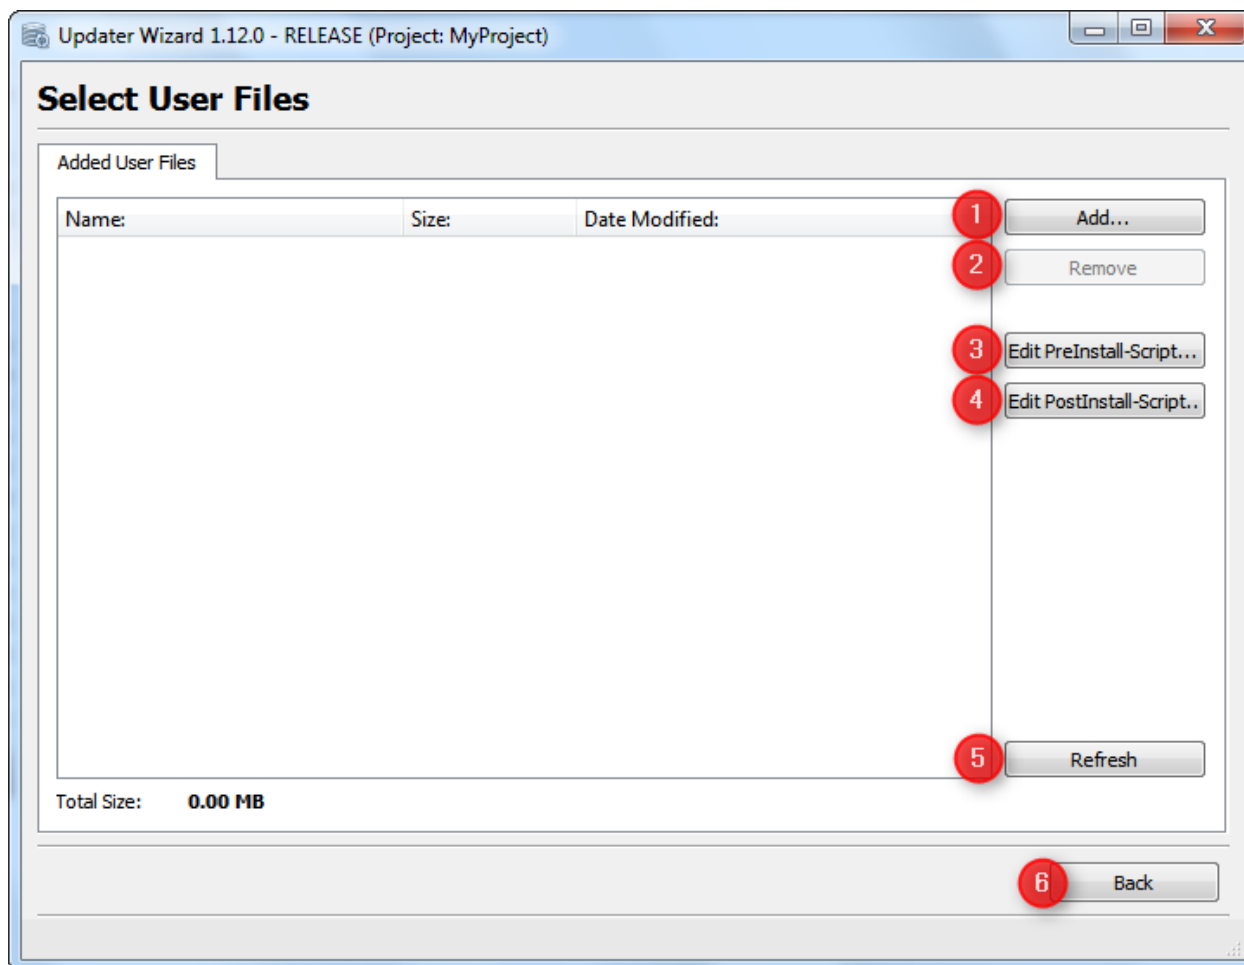 Updater Wizard 1.12.0 - RELEASE (Project: MyProject)
Select User Files
Added User Files
Name: Size: Date Modified:
1 Add...
2 Remove
3 Edit PreInstall-Script...
4 Edit PostInstall-Script..
5 Refresh
Total Size: 0.00 MB
6 Back